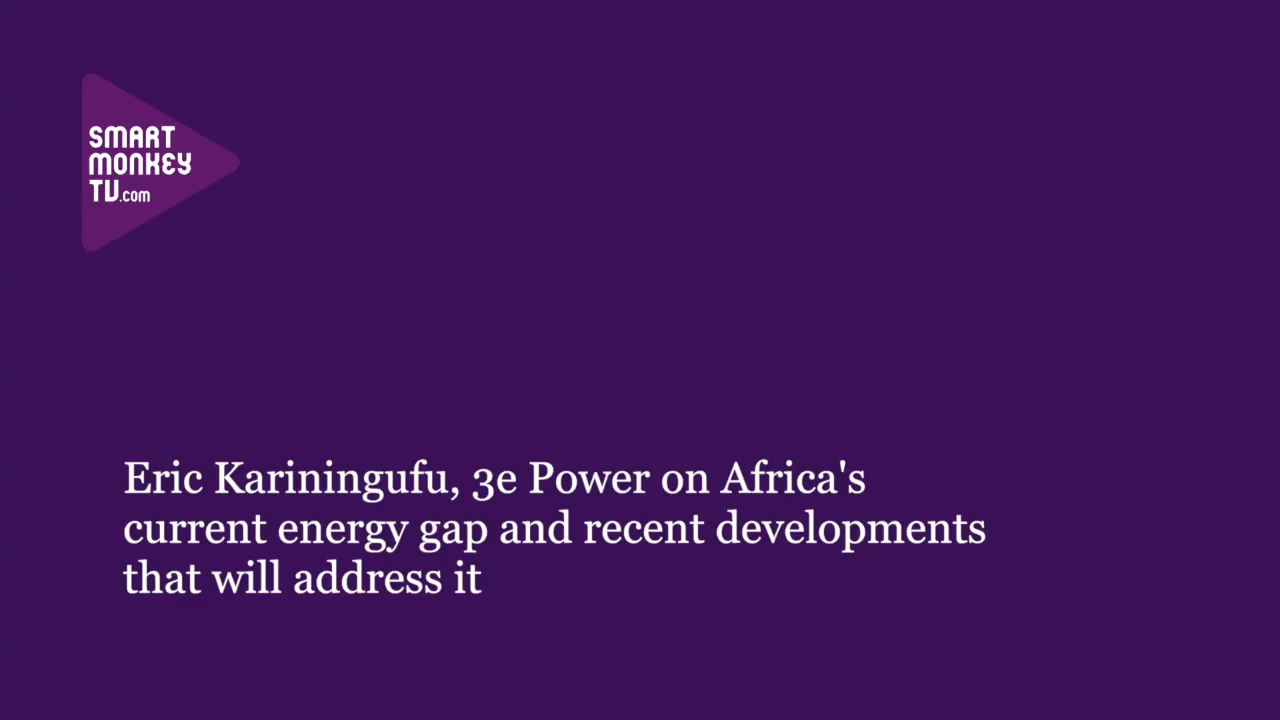 SMART
MONKEY
TV.com
Eric Kariningufu, 3e Power on Africa's
current energy gap and recent developments
that will address it